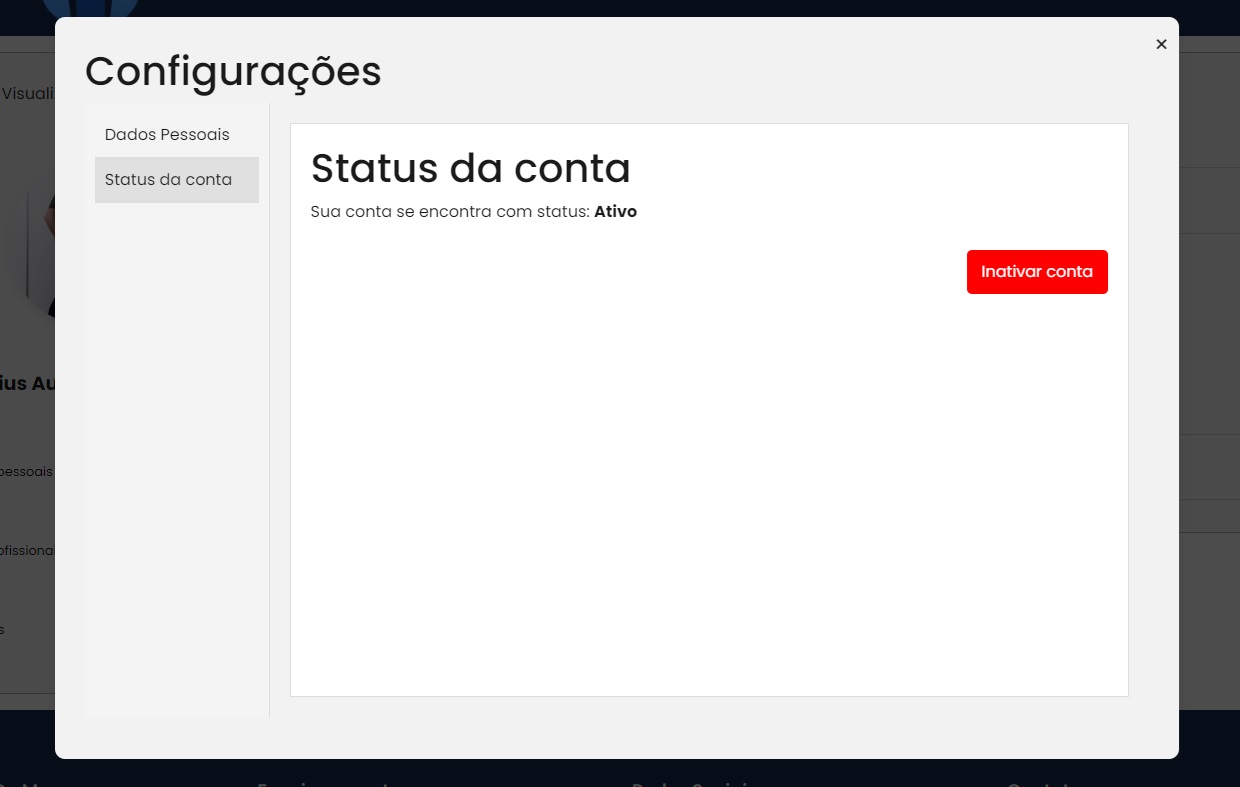 ×
Configurações
Visuali
Dados Pessoais
Status da conta
Status da conta
Sua conta se encontra com status: Ativo
Inativar conta
ius Au
pessoais
ofissiona
s